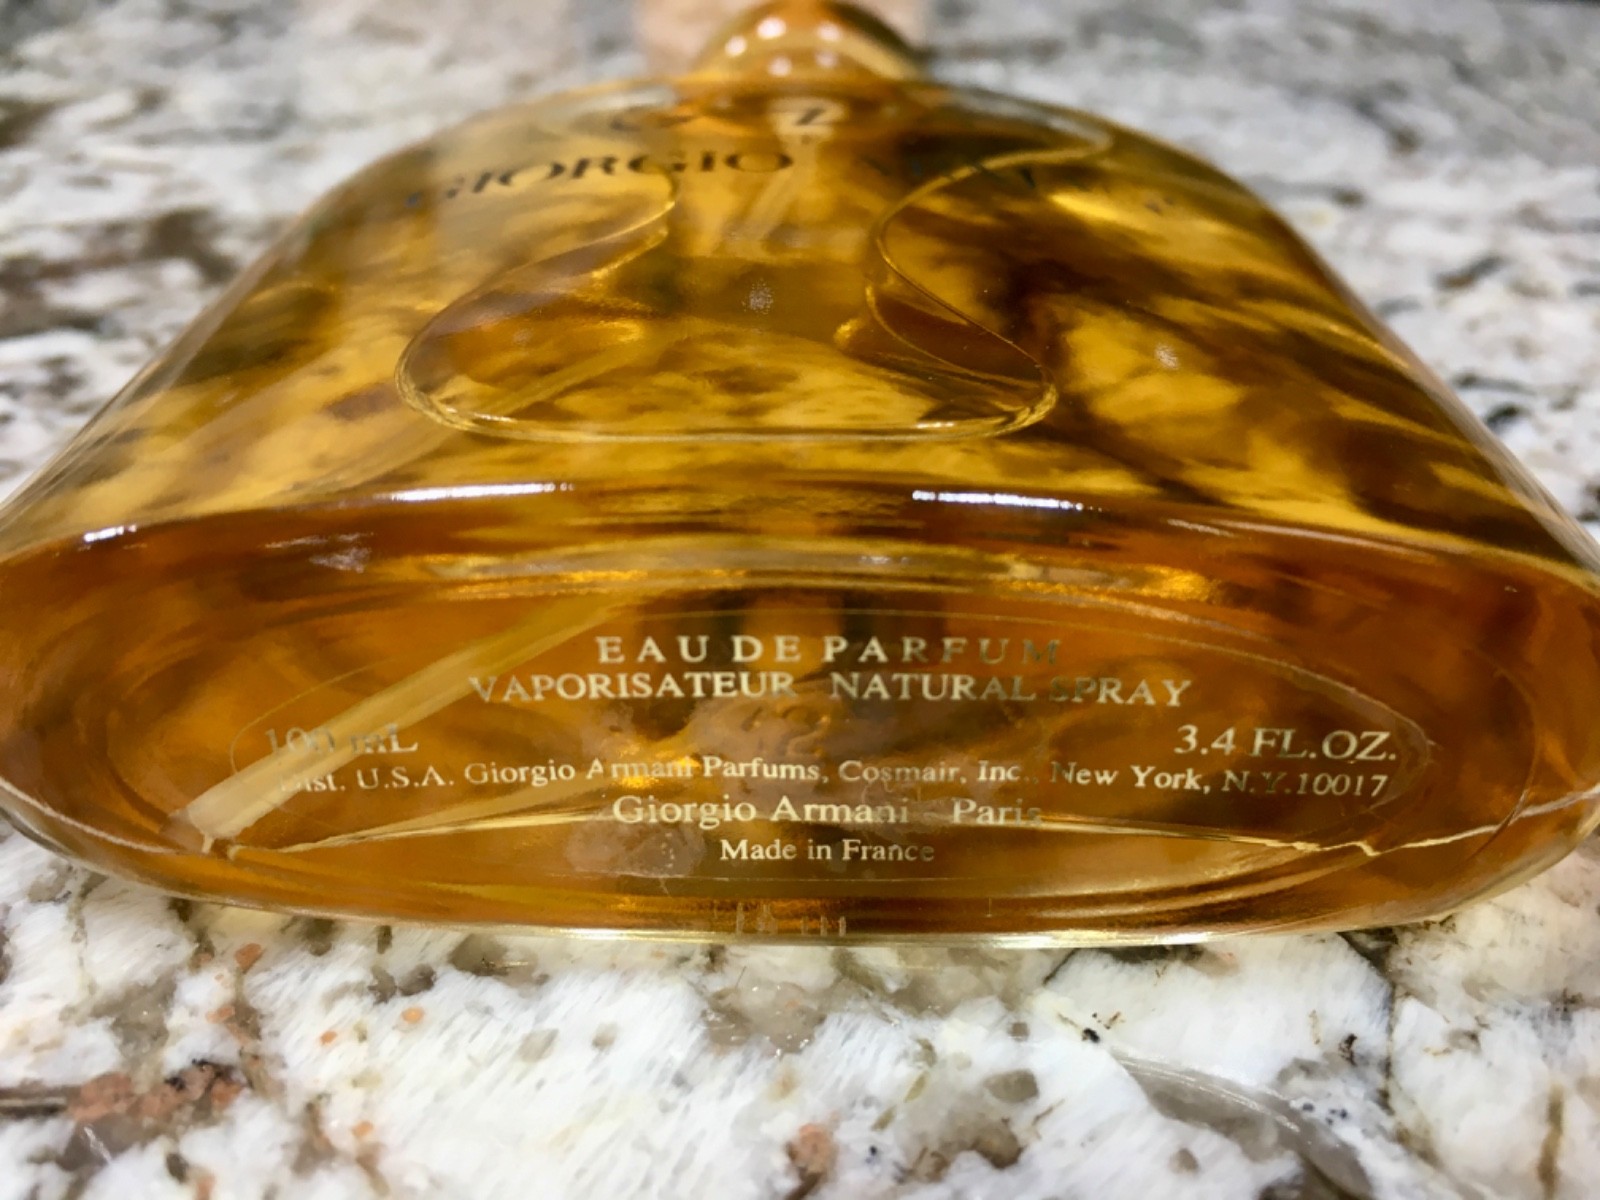 GIORGIO
EAU DE PARFUM
VAPORISATEUR NATURAL SPRAY
100 mL 3.4 FL.OZ.
Dist. U.S.A. Giorgio Armani Parfums, Cosmair, Inc., New York, N.Y.10017
Giorgio Armani Paris
Made in France